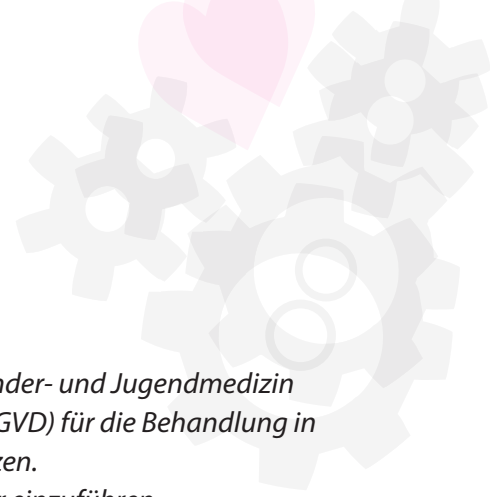 nder- und Jugendmedizin
GVD) für die Behandlung in
zen.